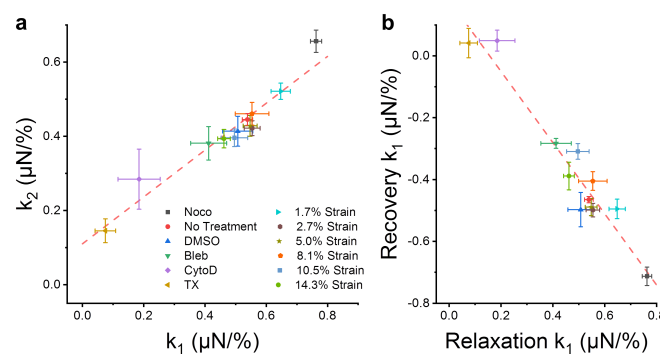 a
b
0.6
0.4
0.2
0.0
k2 (µN/%)
Noco
No Treatment
DMSO
Bleb
CytoD
TX
1.7% Strain
2.7% Strain
5.0% Strain
8.1% Strain
10.5% Strain
14.3% Strain
0.0 0.2 0.4 0.6 0.8
k1 (µN/%)
0.0
-0.2
-0.4
-0.6
-0.8
Recovery k1 (µN/%)
0.0 0.2 0.4 0.6 0.8
Relaxation k1 (µN/%)